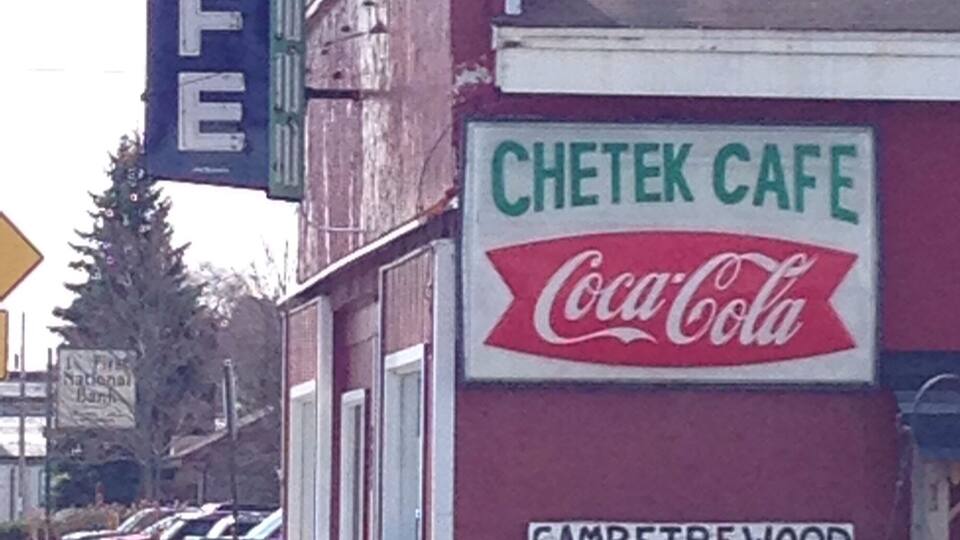 FE
CHETEK CAFE
Coca-Cola
First
National
Bank